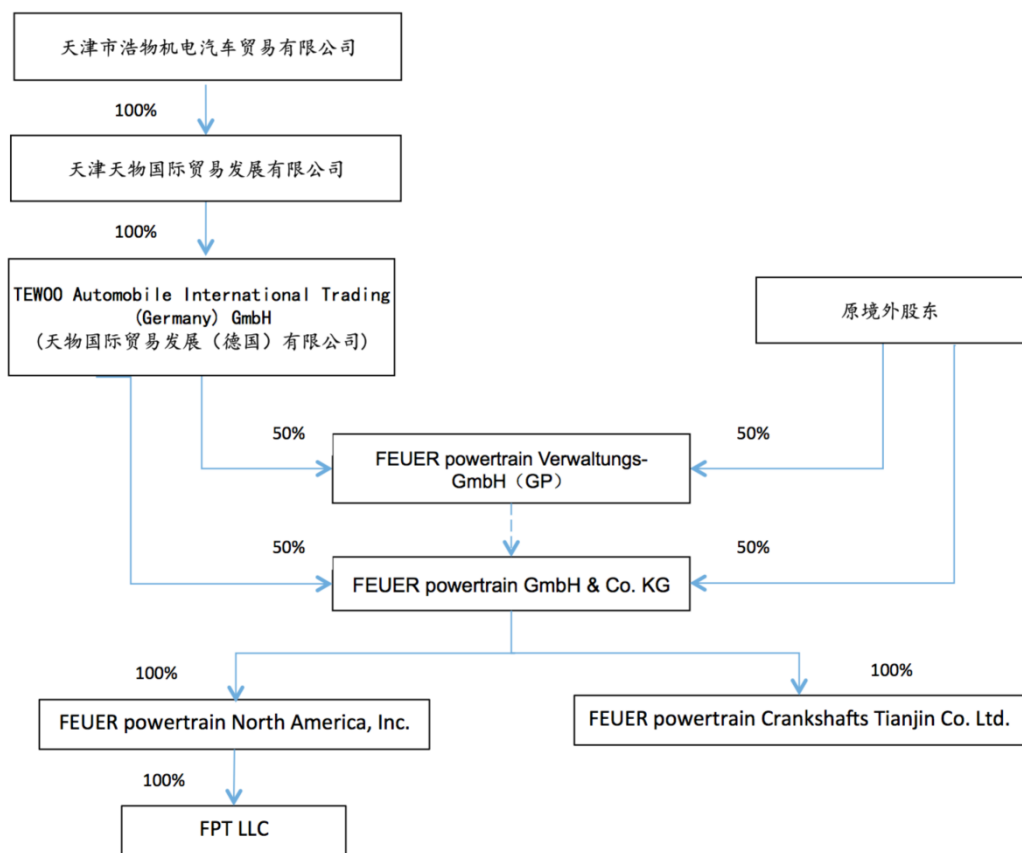 天津市浩物机电汽车贸易有限公司
100%
天津天物国际贸易发展有限公司
100%
TEWOO Automobile International Trading
(Germany) GmbH
(天物国际贸易发展（德国）有限公司)
原境外股东
50%
50%
FEUER powertrain Verwaltungs-
GmbH（GP）
50%
50%
FEUER powertrain GmbH & Co. KG
100%
100%
FEUER powertrain North America, Inc.
FEUER powertrain Crankshafts Tianjin Co. Ltd.
100%
FPT LLC